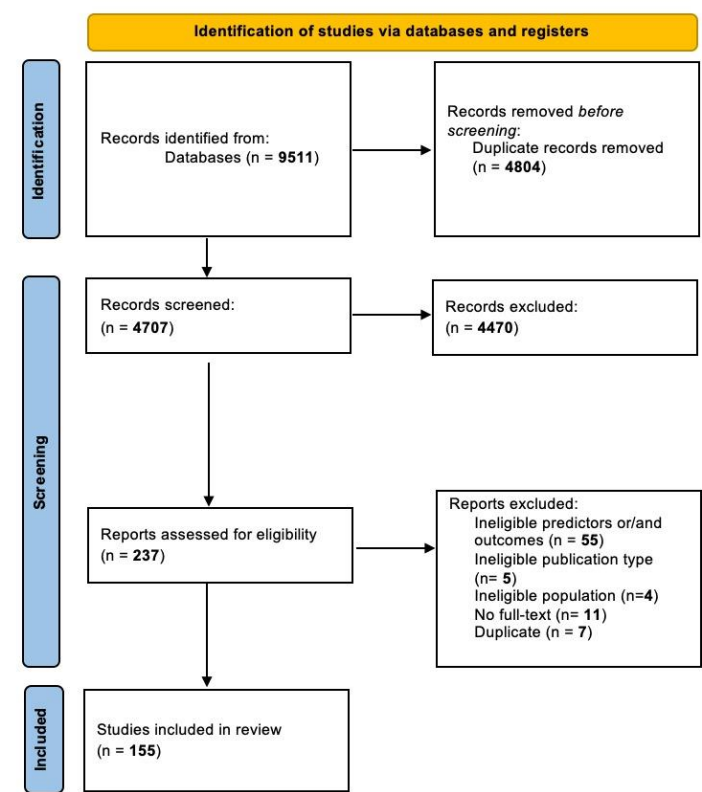 Identification of studies via databases and registers
Identification
Records identified from:
Databases (n = 9511)
Records removed before
screening:
Duplicate records removed
(n = 4804)
Screening
Records screened:
(n = 4707)
Records excluded:
(n = 4470)
Reports assessed for eligibility
(n = 237)
Reports excluded:
Ineligible predictors or/and
outcomes (n = 55)
Ineligible publication type
(n= 5)
Ineligible population (n=4)
No full-text (n= 11)
Duplicate (n = 7)
Included
Studies included in review
(n = 155)